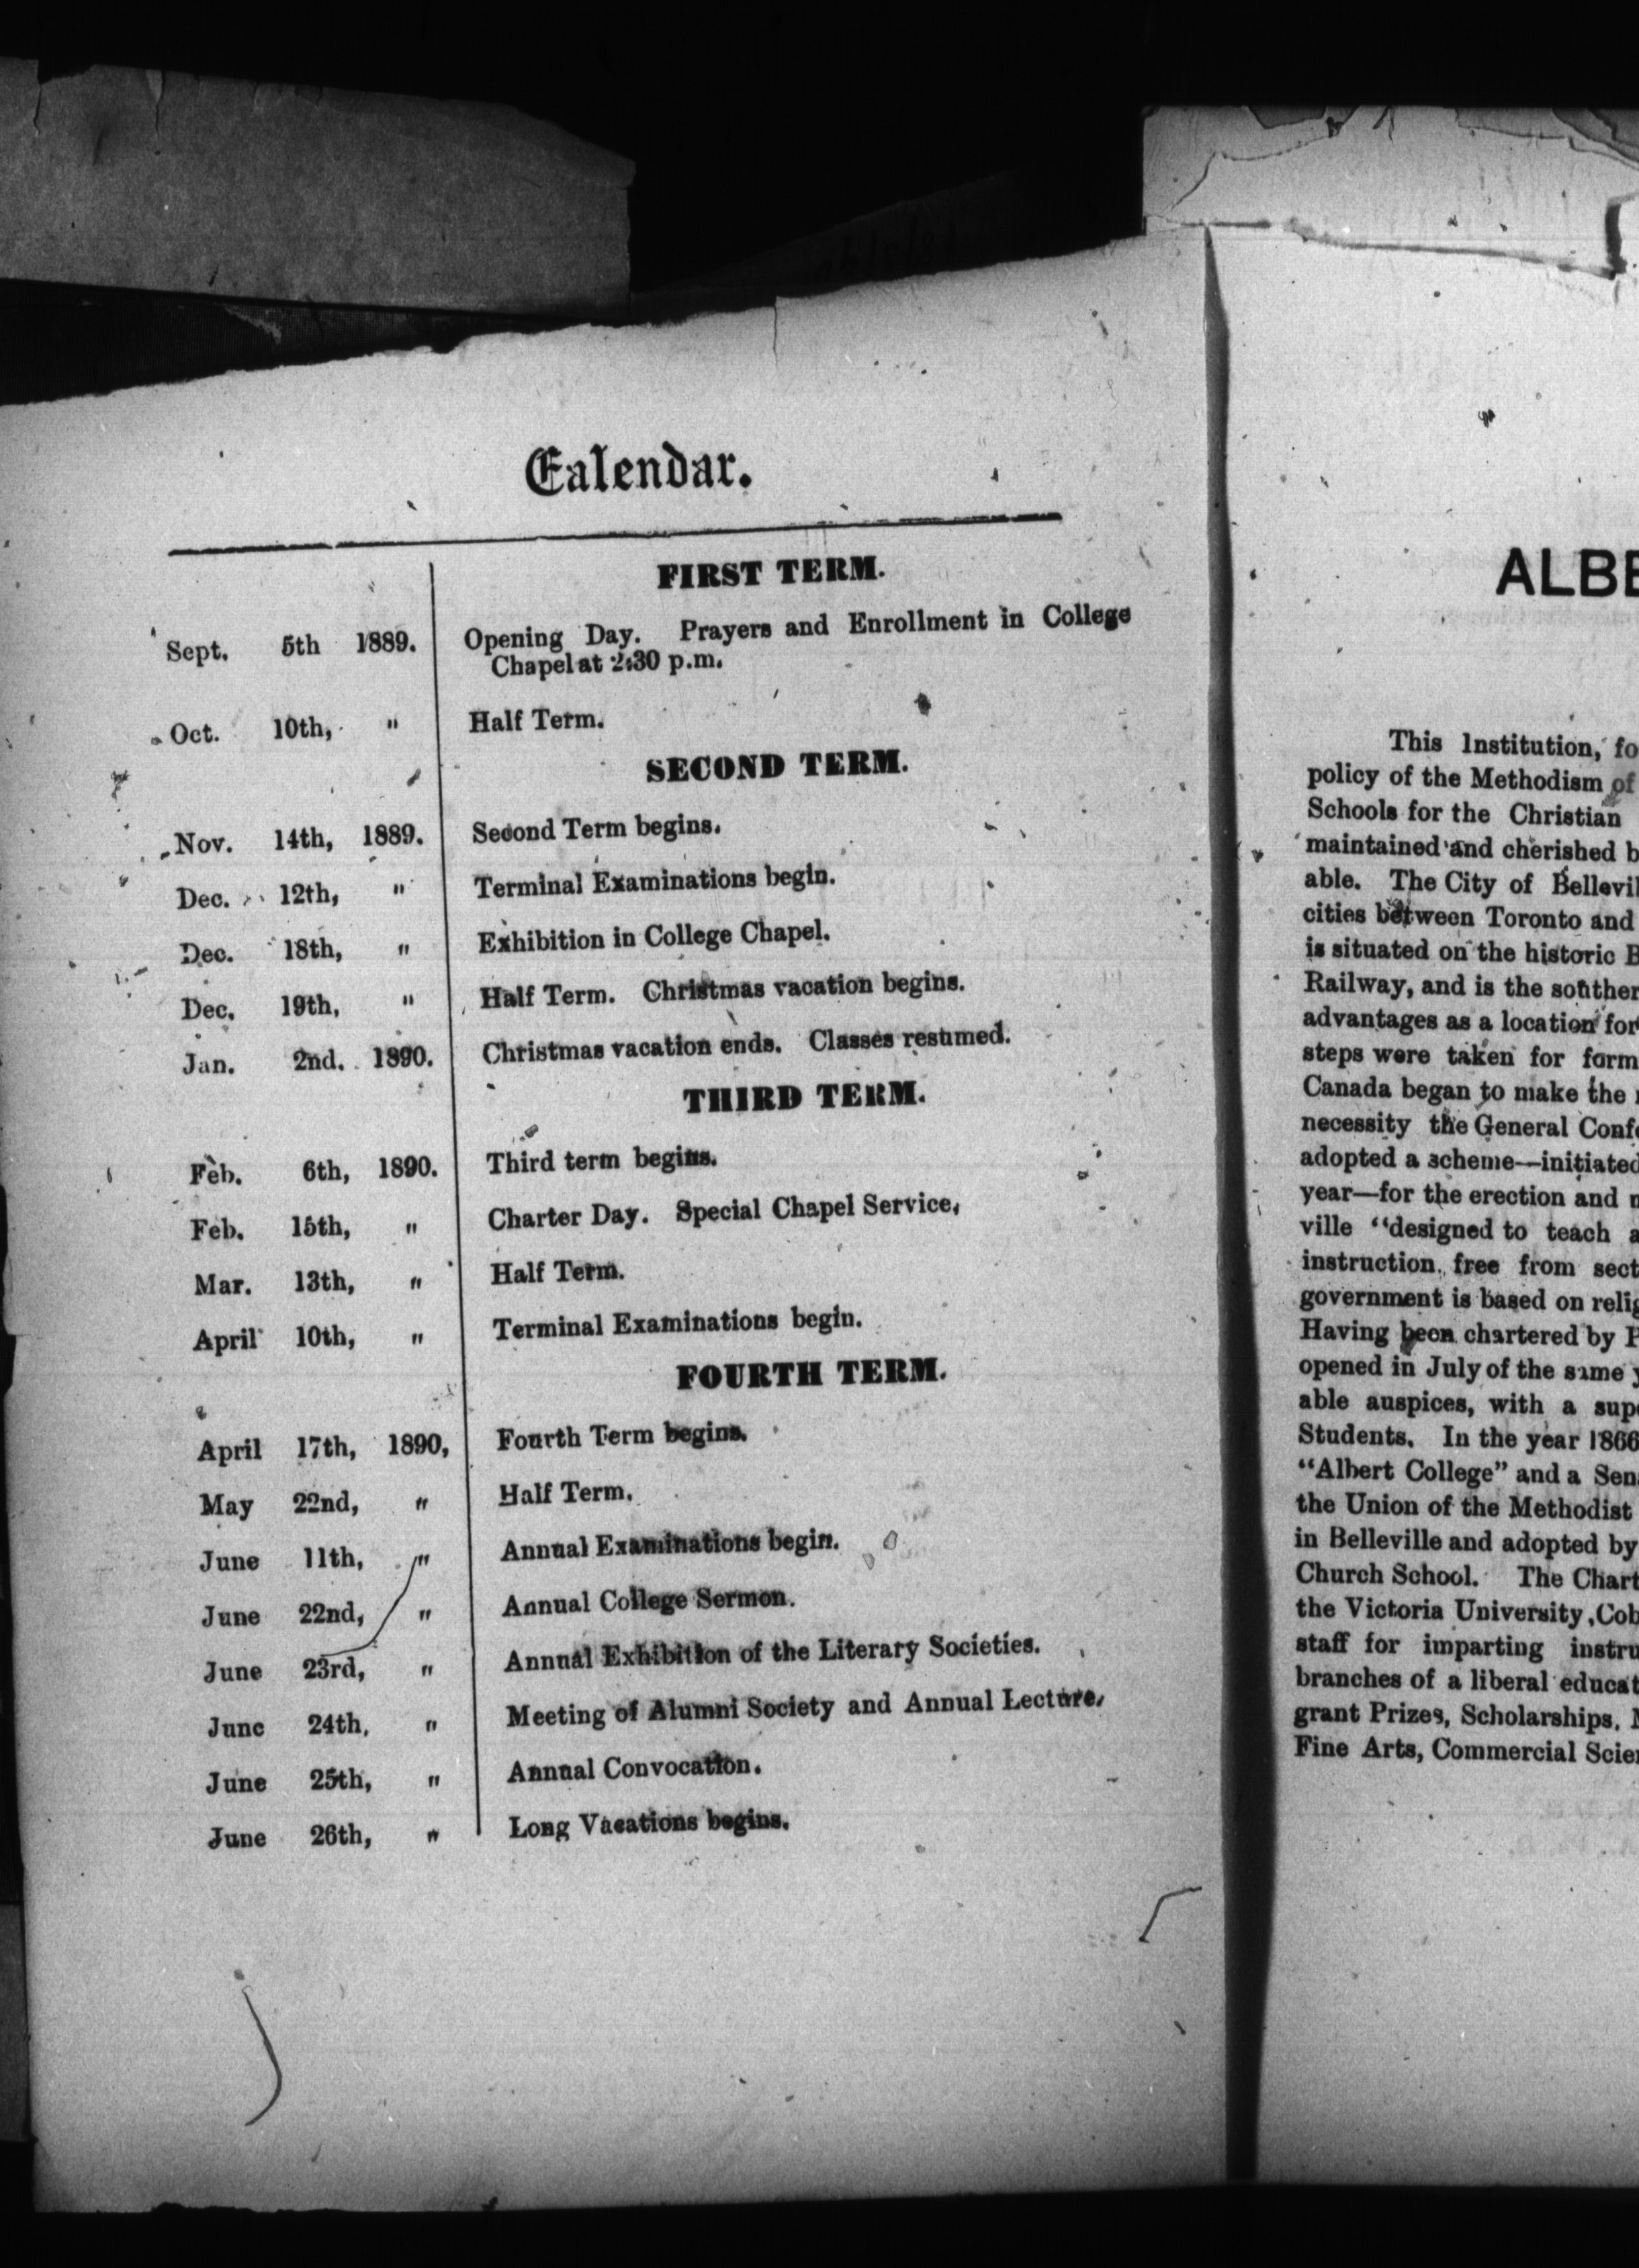 Calendar.
FIRST TERM.
Sept. 5th 1889. Opening Day. Prayers and Enrollment in College
Chapel at 2:30 p.m.
Oct. 10th, " Half Term.
SECOND TERM.
Nov. 14th, 1889. Second Term begins.
Dec. 12th, " Terminal Examinations begin.
Dec. 18th, " Exhibition in College Chapel.
Dec. 19th, " Half Term. Christmas vacation begins.
Jan. 2nd. 1890. Christmas vacation ends. Classes resumed.
THIRD TERM.
Feb. 6th, 1890. Third term begins.
Feb. 15th, " Charter Day. Special Chapel Service,
Mar. 13th, " Half Term.
April 10th, " Terminal Examinations begin.
FOURTH TERM.
April 17th, 1890, Fourth Term begins.
May 22nd, " Half Term.
June 11th, " Annual Examinations begin.
June 22nd, " Annual College Sermon.
June 23rd, " Annual Exhibition of the Literary Societies.
June 24th, " Meeting of Alumni Society and Annual Lecture,
June 25th, " Annual Convocation.
June 26th, " Long Vacations begins.
ALBE
This Institution, fo
policy of the Methodism of
Schools for the Christian
maintained and cherished b
able. The City of Bellevil
cities between Toronto and
is situated on the historic B
Railway, and is the souther
advantages as a location for
steps were taken for form
Canada began to make the
necessity the General Conf
adopted a scheme—initiated
year—for the erection and
ville "designed to teach a
instruction, free from sect
government is based on relig
Having been chartered by P
opened in July of the same y
able auspices, with a sup
Students. In the year 1866
"Albert College" and a Sen
the Union of the Methodist
in Belleville and adopted by
Church School. The Chart
the Victoria University, Cob
staff for imparting instru
branches of a liberal educat
grant Prizes, Scholarships, M
Fine Arts, Commercial Scie